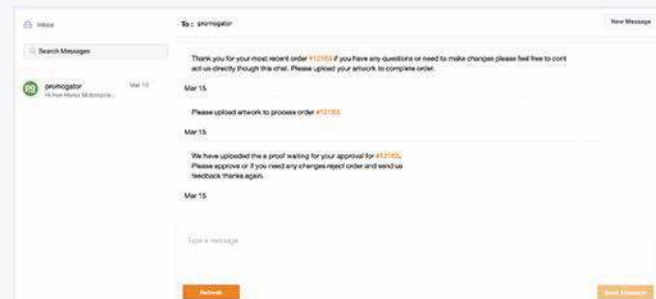 Inbox
To : promogator
New Message
Search Messages
Thank you for your most recent order #12163 if you have any questions or need to make changes please feel free to cont
act us directly though this chat. Please upload your artwork to complete order.
promogator
Mar 15
Mar 15
Please upload artwork to process order #12163.
Mar 15
We have uploaded the a proof waiting for your approval for #12163,
Please approve or if you need any changes reject order and send us
feedback thanks again.
Mar 15
Type a message
Refresh
Send Message